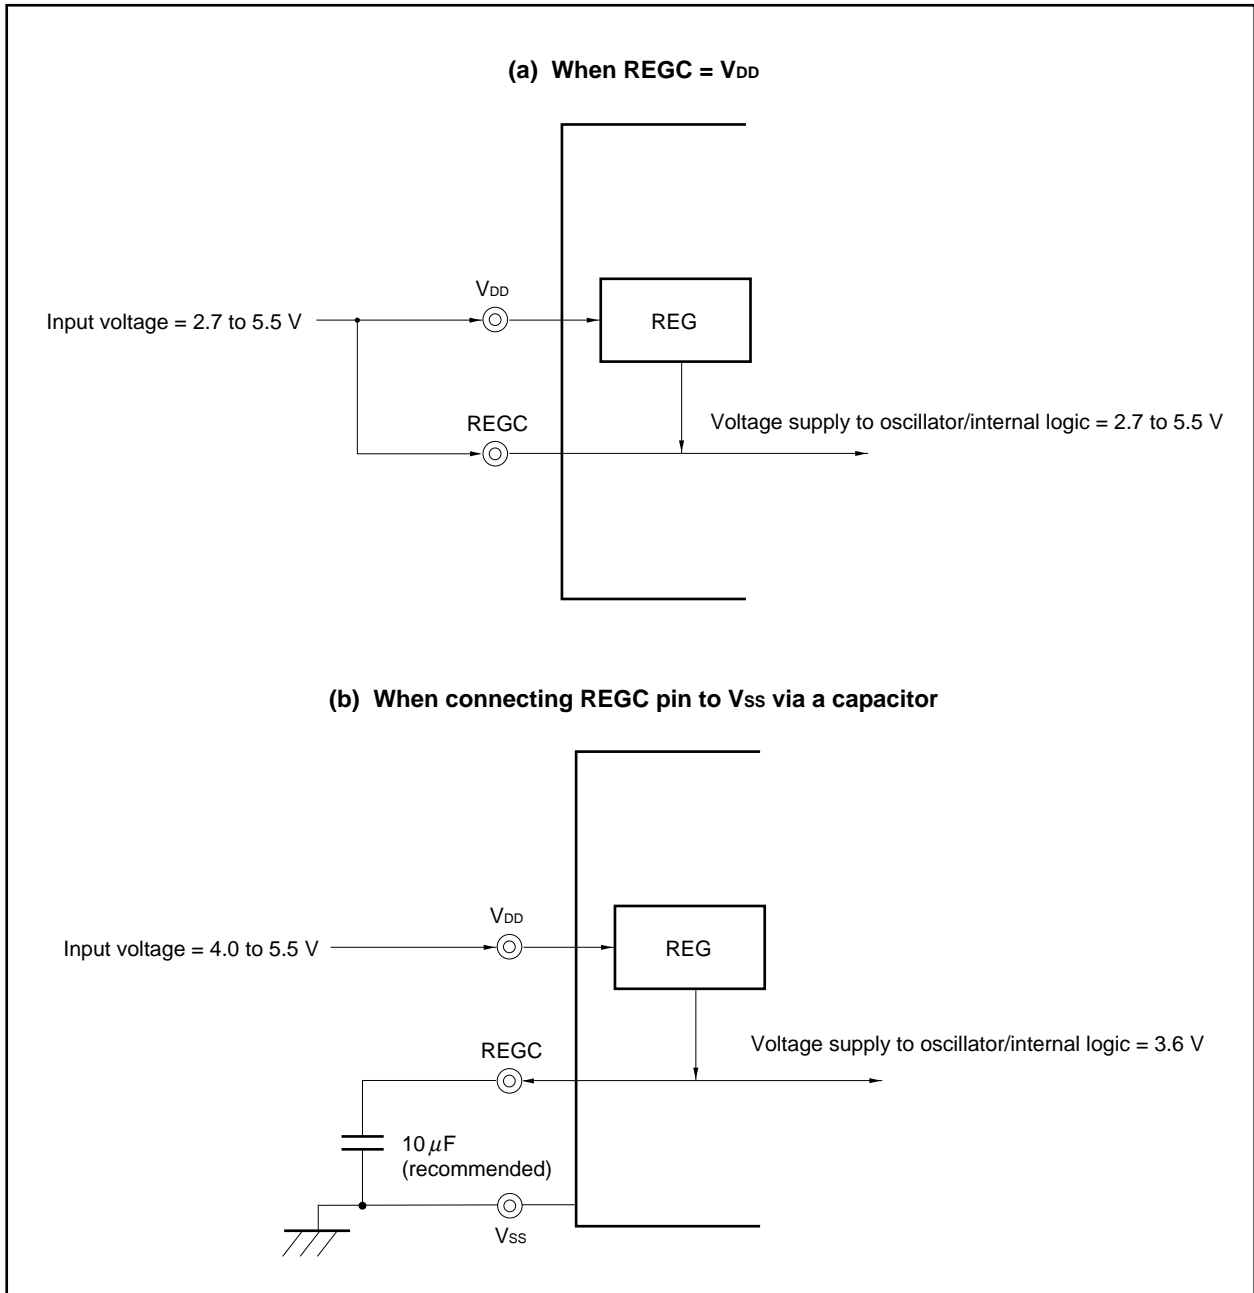 (a) When REGC = VDD
VDD
Input voltage = 2.7 to 5.5 V
REG
REGC
Voltage supply to oscillator/internal logic = 2.7 to 5.5 V
(b) When connecting REGC pin to VSS via a capacitor
VDD
Input voltage = 4.0 to 5.5 V
REG
REGC
Voltage supply to oscillator/internal logic = 3.6 V
10 μF
(recommended)
VSS